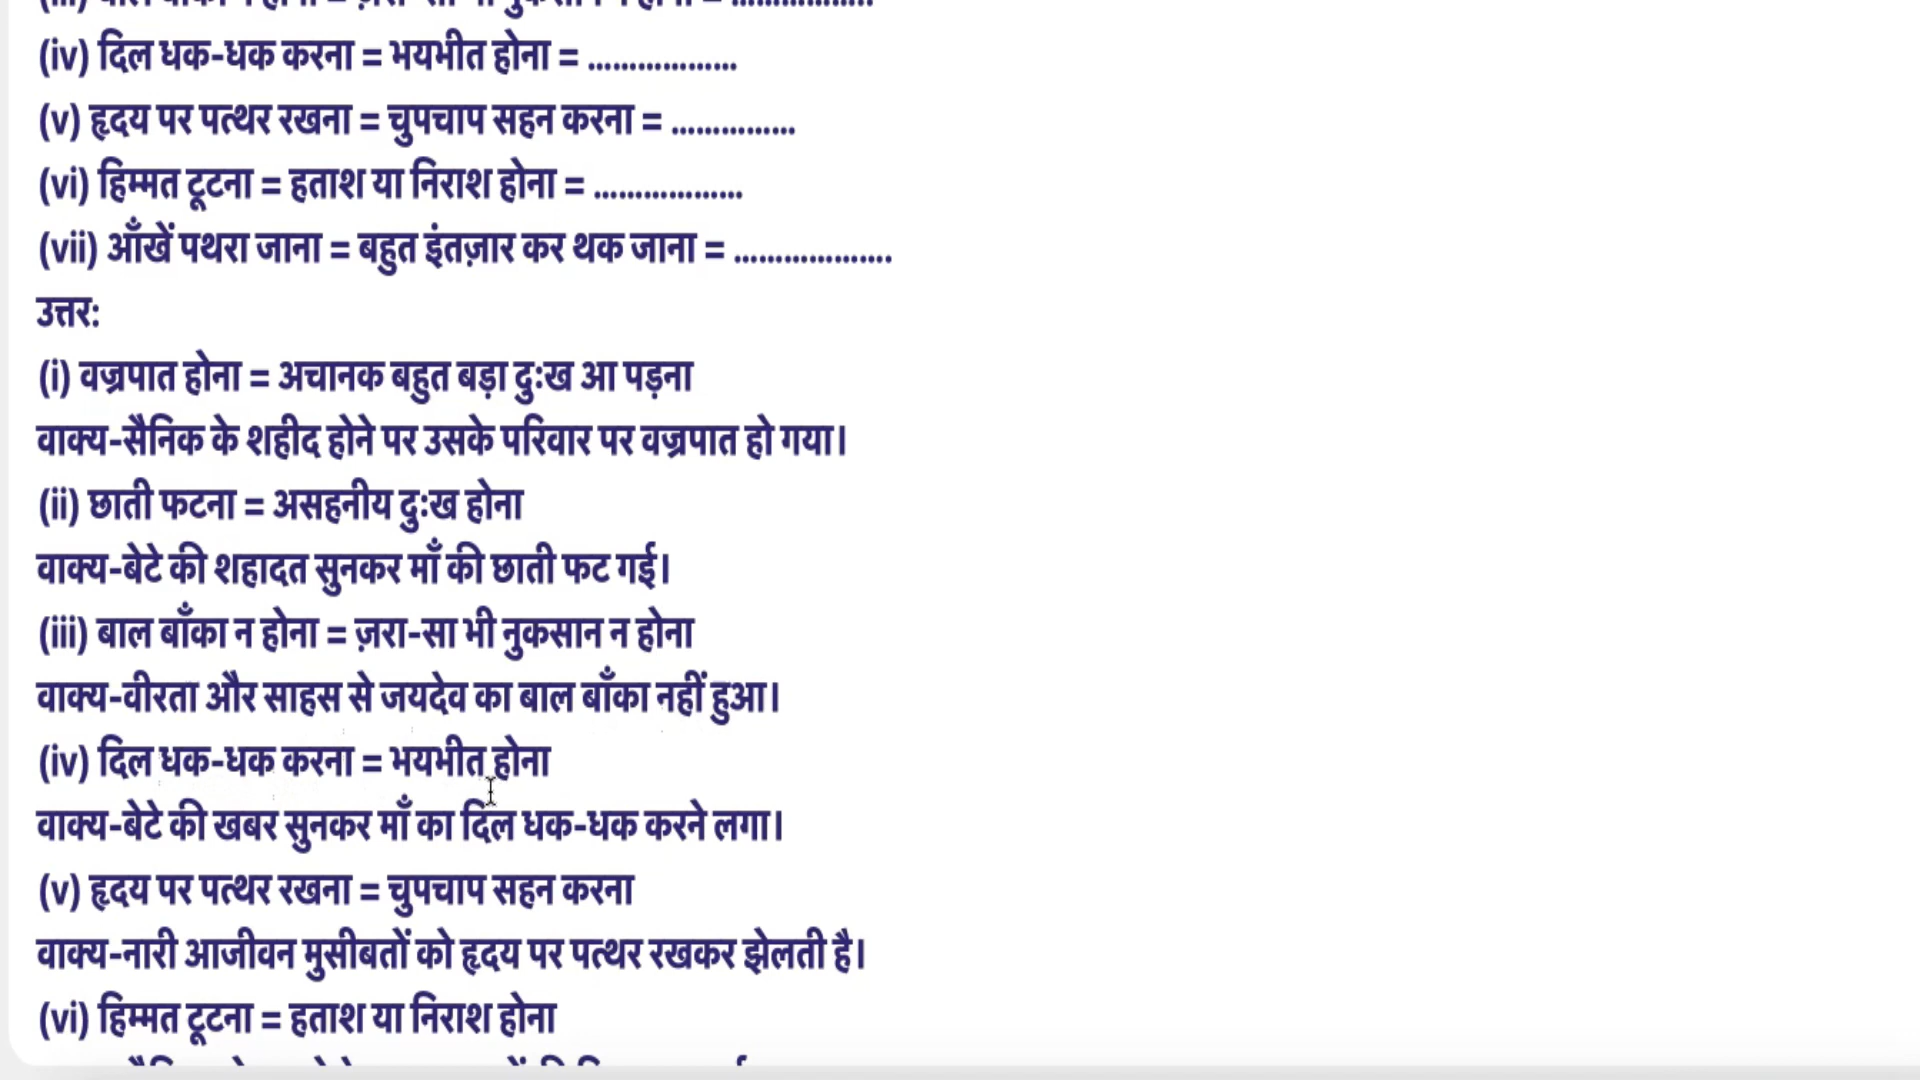 (iv) दिल धक-धक करना = भयभीत होना = ………………
(v) हृदय पर पत्थर रखना = चुपचाप सहन करना = ……………
(vi) हिम्मत टूटना = हताश या निराश होना = ………………
(vii) आँखें पथरा जाना = बहुत इंतज़ार कर थक जाना = ……………….
उत्तर:
(i) वज्रपात होना = अचानक बहुत बड़ा दुःख आ पड़ना
वाक्य-सैनिक के शहीद होने पर उसके परिवार पर वज्रपात हो गया।
(ii) छाती फटना = असहनीय दुःख होना
वाक्य-बेटे की शहादत सुनकर माँ की छाती फट गई।
(iii) बाल बाँका न होना = ज़रा-सा भी नुकसान न होना
वाक्य-वीरता और साहस से जयदेव का बाल बाँका नहीं हुआ।
(iv) दिल धक-धक करना = भयभीत होना
वाक्य-बेटे की खबर सुनकर माँ का दिल धक-धक करने लगा।
(v) हृदय पर पत्थर रखना = चुपचाप सहन करना
वाक्य-नारी आजीवन मुसीबतों को हृदय पर पत्थर रखकर झेलती है।
(vi) हिम्मत टूटना = हताश या निराश होना